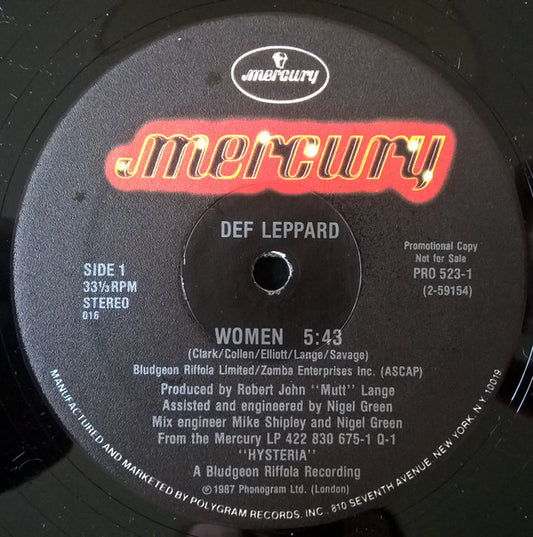 mercury
mercury
DEF LEPPARD
Promotional Copy
Not for Sale
PRO 523-1
(2-59154)
SIDE 1
33⅓ RPM
STEREO
016
WOMEN 5:43
(Clark/Collen/Elliott/Lange/Savage)
Bludgeon Riffola Limited/Zomba Enterprises Inc. (ASCAP)
Produced by Robert John "Mutt" Lange
Assisted and engineered by Nigel Green
Mix engineer Mike Shipley and Nigel Green
From the Mercury LP 422 830 675-1 Q-1
"HYSTERIA"
A Bludgeon Riffola Recording
℗1987 Phonogram Ltd. (London)
MANUFACTURED AND MARKETED BY POLYGRAM RECORDS, INC., 810 SEVENTH AVENUE, NEW YORK, N.Y. 10019